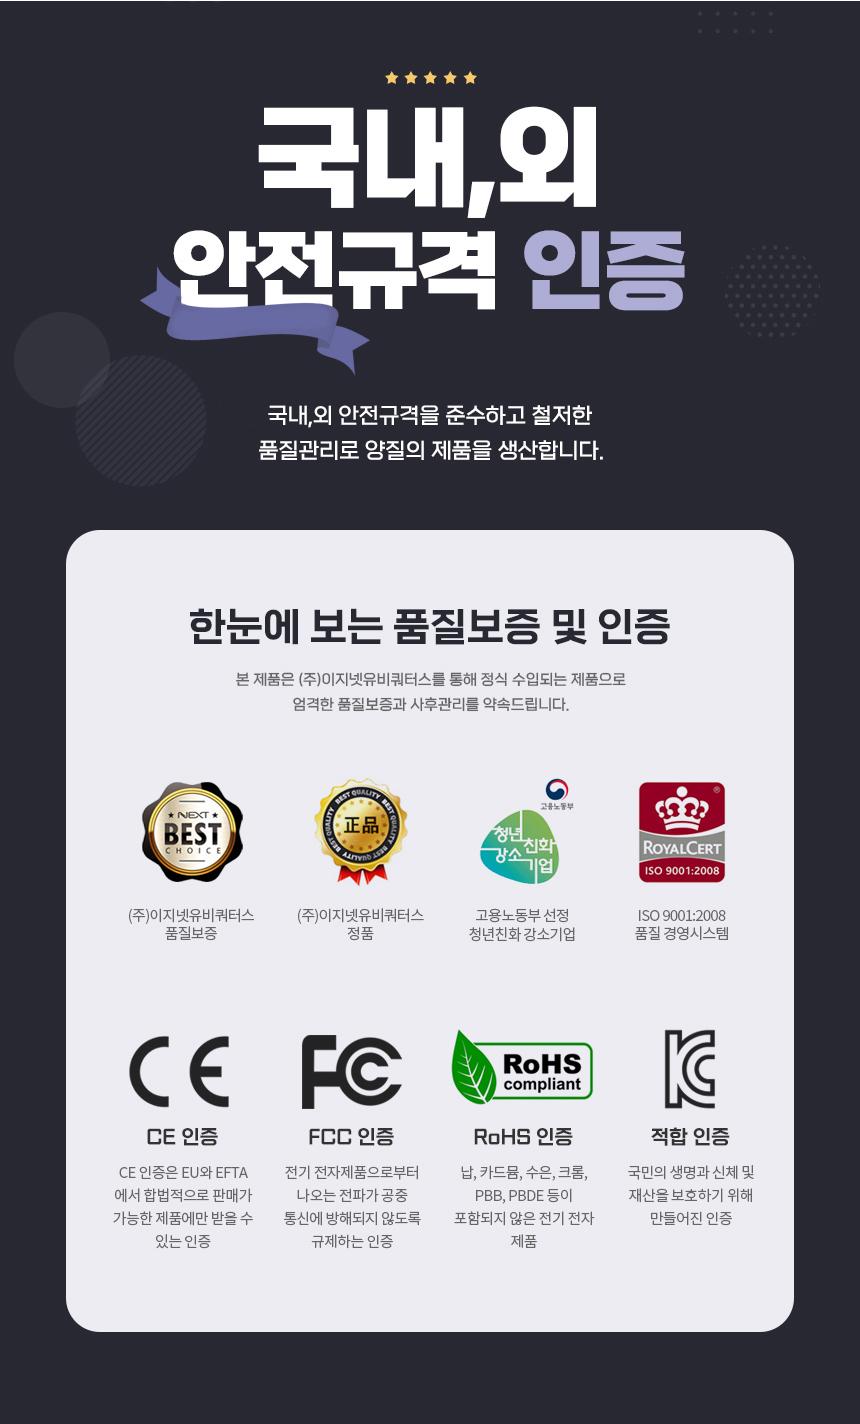 국내,외
안전규격 인증
국내,외 안전규격을 준수하고 철저한
품질관리로 양질의 제품을 생산합니다.
한눈에 보는 품질보증 및 인증
본 제품은 (주)이지넷유비쿼터스를 통해 정식 수입되는 제품으로
엄격한 품질보증과 사후관리를 약속드립니다.
NEXT
BEST
CHOICE
BEST QUALITY BEST QUALITY BEST QUALITY
正品
고용노동부
청년친화
강소기업
ROYALCERT
ISO 9001:2008
(주)이지넷유비쿼터스
품질보증
(주)이지넷유비쿼터스
정품
고용노동부 선정
청년친화 강소기업
ISO 9001:2008
품질 경영시스템
CE
FCC
RoHS
compliant
KC
CE 인증
CE 인증은 EU와 EFTA
에서 합법적으로 판매가
가능한 제품에만 받을 수
있는 인증
FCC 인증
전기 전자제품으로부터
나오는 전파가 공중
통신에 방해되지 않도록
규제하는 인증
RoHS 인증
납, 카드뮴, 수은, 크롬,
PBB, PBDE 등이
포함되지 않은 전기 전자
제품
적합 인증
국민의 생명과 신체 및
재산을 보호하기 위해
만들어진 인증